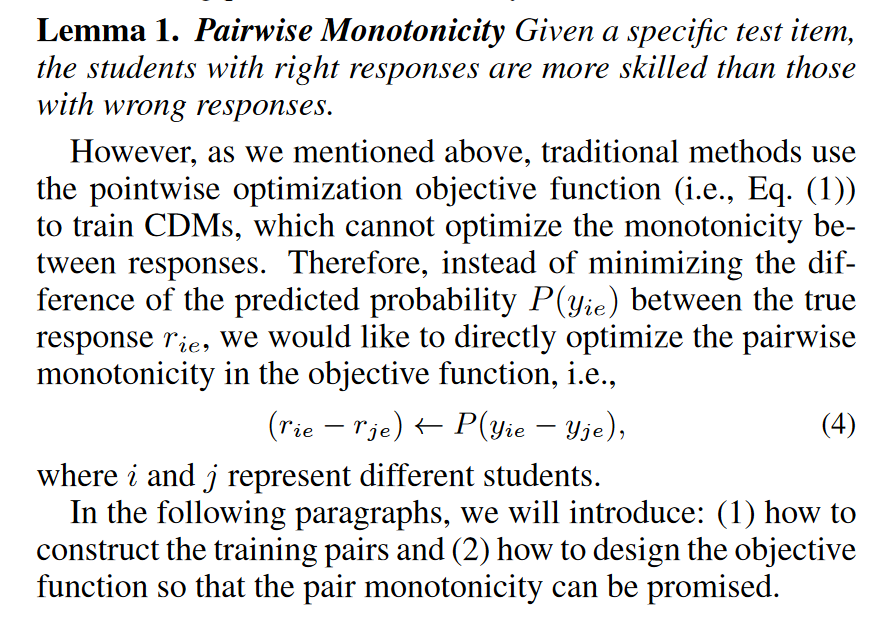 Lemma 1. Pairwise Monotonicity Given a specific test item,
the students with right responses are more skilled than those
with wrong responses.
However, as we mentioned above, traditional methods use
the pointwise optimization objective function (i.e., Eq. (1))
to train CDMs, which cannot optimize the monotonicity be-
tween responses. Therefore, instead of minimizing the dif-
ference of the predicted probability P(y_{ie}) between the true
response r_{ie}, we would like to directly optimize the pairwise
monotonicity in the objective function, i.e.,
(r_{ie} − r_{je}) ← P(y_{ie} − y_{je}), (4)
where i and j represent different students.
In the following paragraphs, we will introduce: (1) how to
construct the training pairs and (2) how to design the objective
function so that the pair monotonicity can be promised.